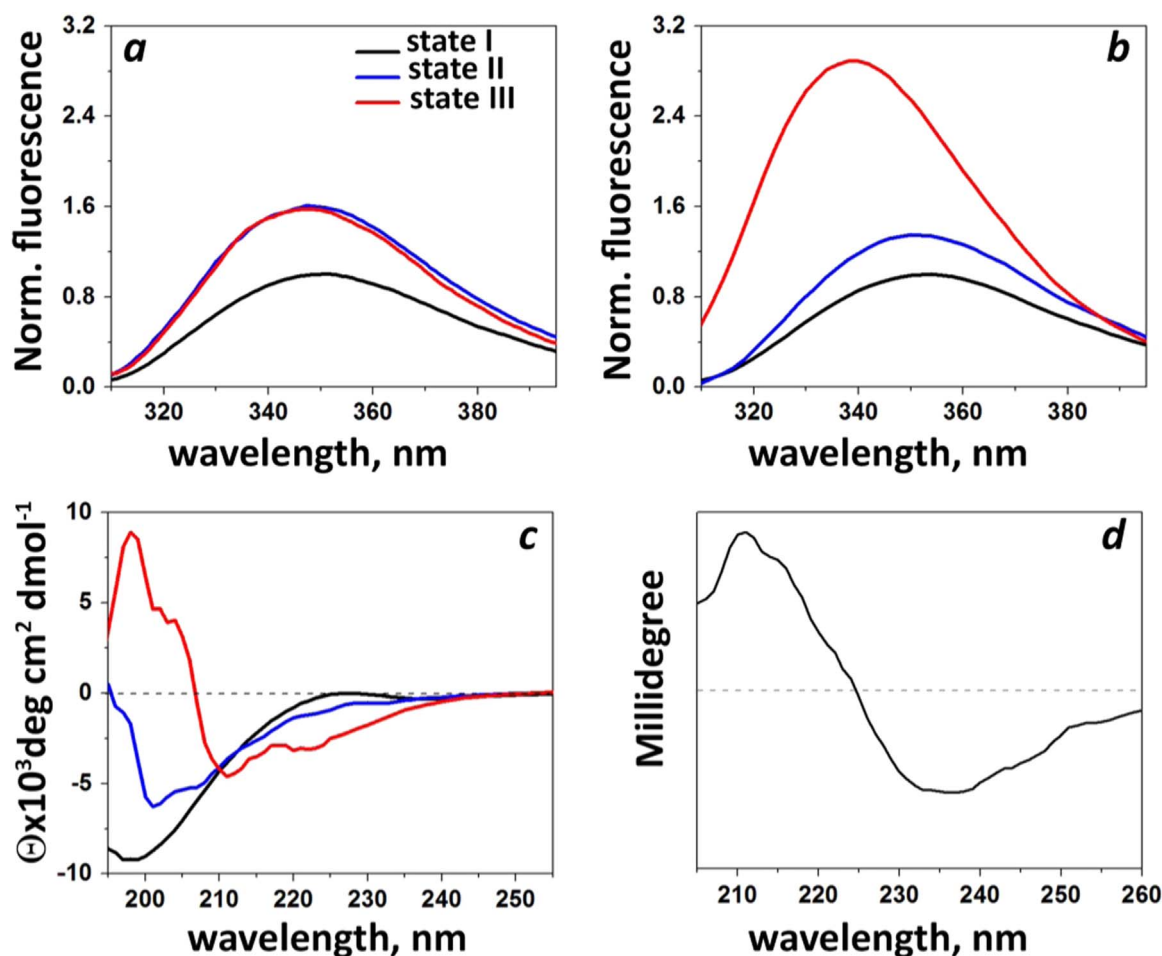 a
state I
state II
state III
Norm. fluorescence
3.2
2.4
1.6
0.8
0.0
320
340
360
380
wavelength, nm
b
Norm. fluorescence
3.2
2.4
1.6
0.8
0.0
320
340
360
380
wavelength, nm
c
Θx10³deg cm² dmol⁻¹
10
5
0
-5
-10
200
210
220
230
240
250
wavelength, nm
d
Millidegree
210
220
230
240
250
260
wavelength, nm